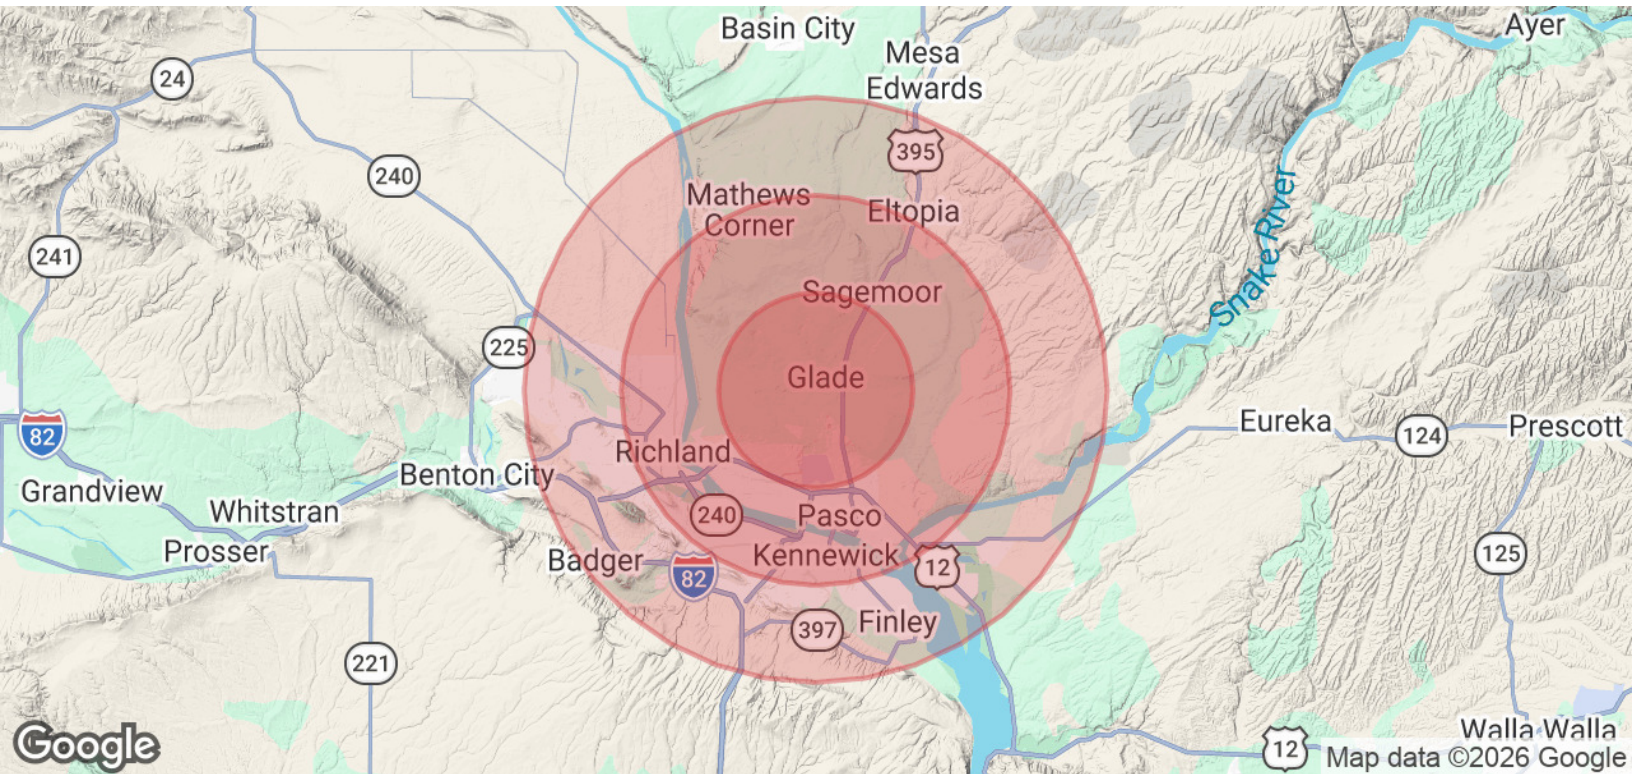 Basin City
Ayer
Mesa
Edwards
24
395
240
Mathews
Corner
Eltopia
241
Snake River
Sagemoor
225
Glade
82
Eureka
124
Prescott
Richland
Benton City
Grandview
Whitstran
240
Pasco
Prosser
Badger
Kennewick
12
125
82
397
Finley
221
Walla Walla
Google
12
Map data ©2026 Google